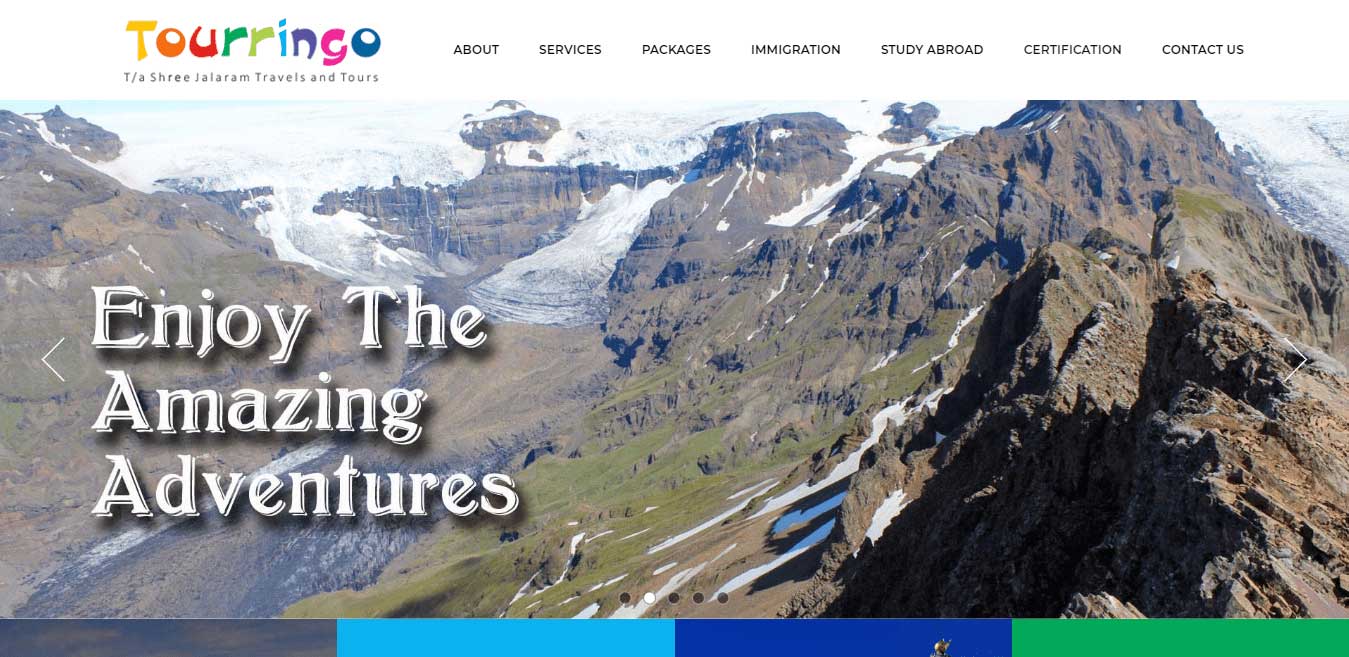 Tourringo
T/a Shree Jalaram Travels and Tours
ABOUT SERVICES PACKAGES IMMIGRATION STUDY ABROAD CERTIFICATION CONTACT US
Enjoy The
Amazing
Adventures